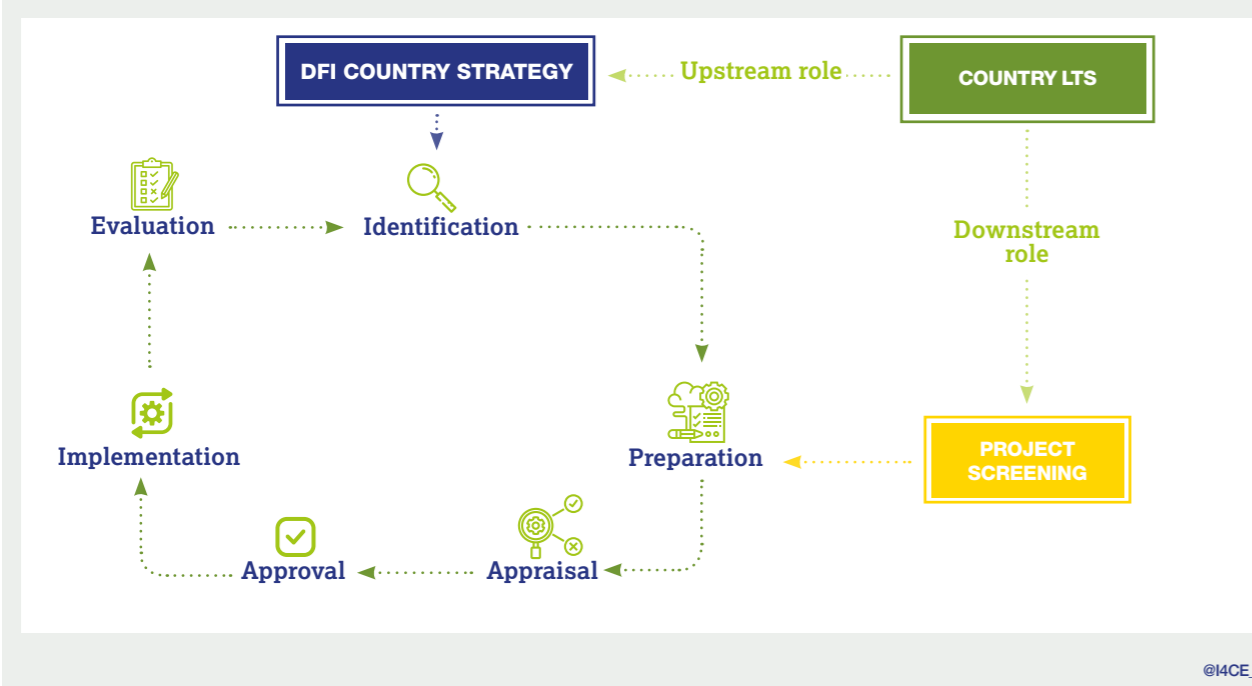 DFI COUNTRY STRATEGY
Upstream role
COUNTRY LTS
Evaluation
Identification
Downstream
role
Implementation
Preparation
PROJECT
SCREENING
Approval
Appraisal
@I4CE_